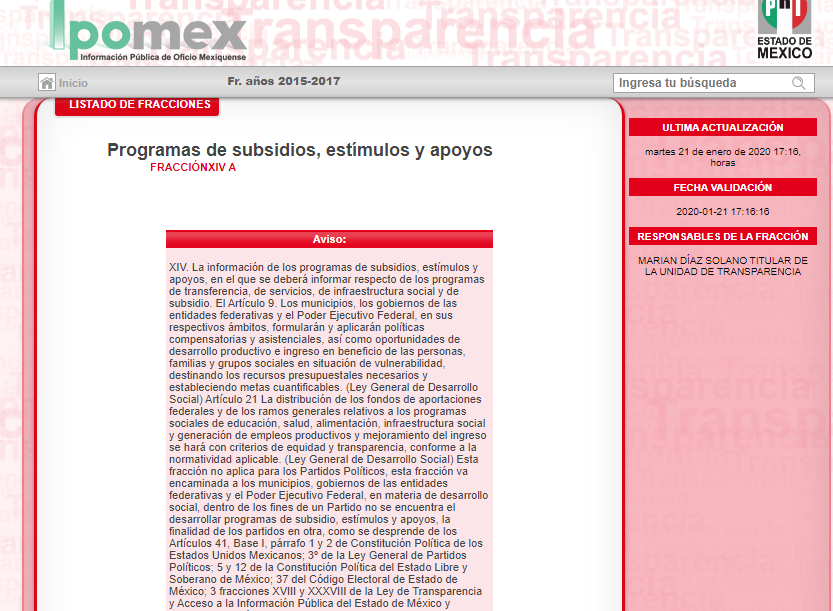 Ipomex
Información Pública de Oficio Mexiquense
PRI
ESTADO DE
MÉXICO
Inicio
Fr. años 2015-2017
Ingresa tu búsqueda
LISTADO DE FRACCIONES
Programas de subsidios, estímulos y apoyos
FRACCIÓNXIV A
Aviso:
XIV. La información de los programas de subsidios, estímulos y
apoyos, en el que se deberá informar respecto de los programas
de transferencia, de servicios, de infraestructura social y de
subsidio. El Artículo 9. Los municipios, los gobiernos de las
entidades federativas y el Poder Ejecutivo Federal, en sus
respectivos ámbitos, formularán y aplicarán políticas
compensatorias y asistenciales, así como oportunidades de
desarrollo productivo e ingreso en beneficio de las personas,
familias y grupos sociales en situación de vulnerabilidad,
destinando los recursos presupuestales necesarios y
estableciendo metas cuantificables. (Ley General de Desarrollo
Social) Artículo 21 La distribución de los fondos de aportaciones
federales y de los ramos generales relativos a los programas
sociales de educación, salud, alimentación, infraestructura social
y generación de empleos productivos y mejoramiento del ingreso
se hará con criterios de equidad y transparencia, conforme a la
normatividad aplicable. (Ley General de Desarrollo Social) Esta
fracción no aplica para los Partidos Políticos, esta fracción va
encaminada a los municipios, gobiernos de las entidades
federativas y el Poder Ejecutivo Federal, en materia de desarrollo
social, dentro de los fines de un Partido no se encuentra el
desarrollar programas de subsidio, estímulos y apoyos, la
finalidad de los partidos en otra, como se desprende de los
Artículos 41, Base I, párrafo 1 y 2 de Constitución Política de los
Estados Unidos Mexicanos; 3º de la Ley General de Partidos
Políticos; 5 y 12 de la Constitución Política del Estado Libre y
Soberano de México; 37 del Código Electoral de Estado de
México; 3 fracciones XVIII y XXXVIII de la Ley de Transparencia
y Acceso a la Información Pública del Estado de México y
ULTIMA ACTUALIZACIÓN
martes 21 de enero de 2020 17:16,
horas
FECHA VALIDACIÓN
2020-01-21 17:16:16
RESPONSABLES DE LA FRACCIÓN
MARIAN DÍAZ SOLANO TITULAR DE
LA UNIDAD DE TRANSPARENCIA